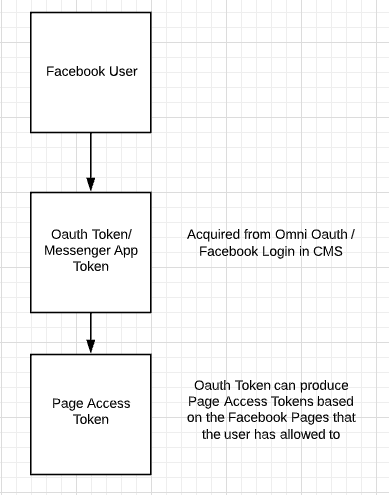 Facebook User
Oauth Token/
Messenger App
Token
Acquired from Omni Oauth /
Facebook Login in CMS
Page Access
Token
Oauth Token can produce
Page Access Tokens based
on the Facebook Pages that
the user has allowed to